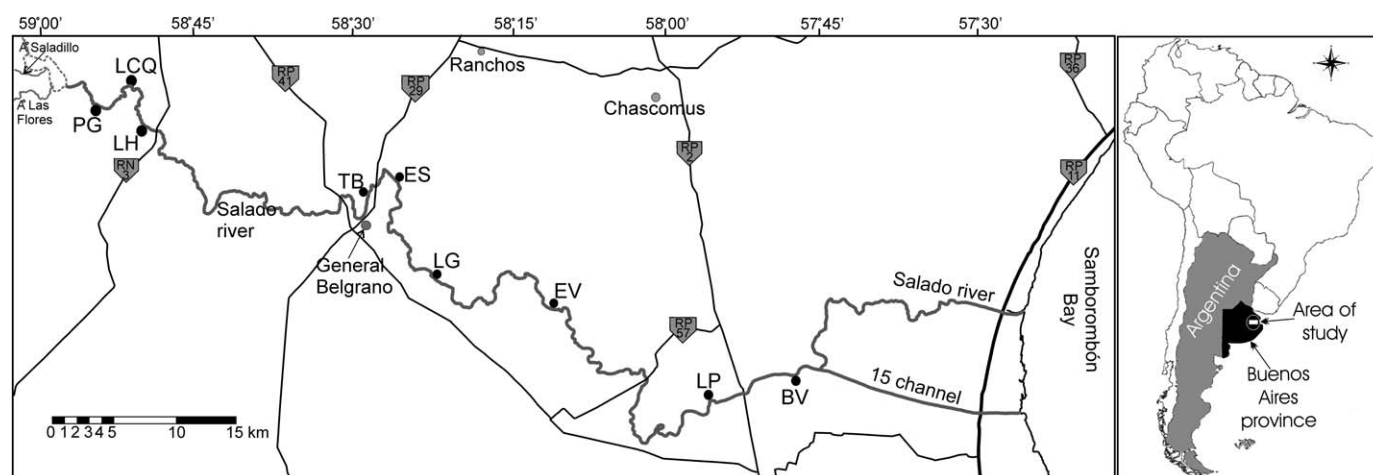 59°00' 58°45' 58°30' 58°15' 58°00' 57°45' 57°30'
A° Saladillo
LCQ
A° Las
Flores
PG
LH
RN
3
RP
41
RP
29
Ranchos
Chascomus
RP
2
RP
36
RP
11
TB
ES
Salado
river
General
Belgrano
LG
EV
RP
57
LP
BV
Salado river
15 channel
Samborombón
Bay
0 1 2 3 4 5 10 15 km
Argentina
Area of
study
Buenos
Aires
province